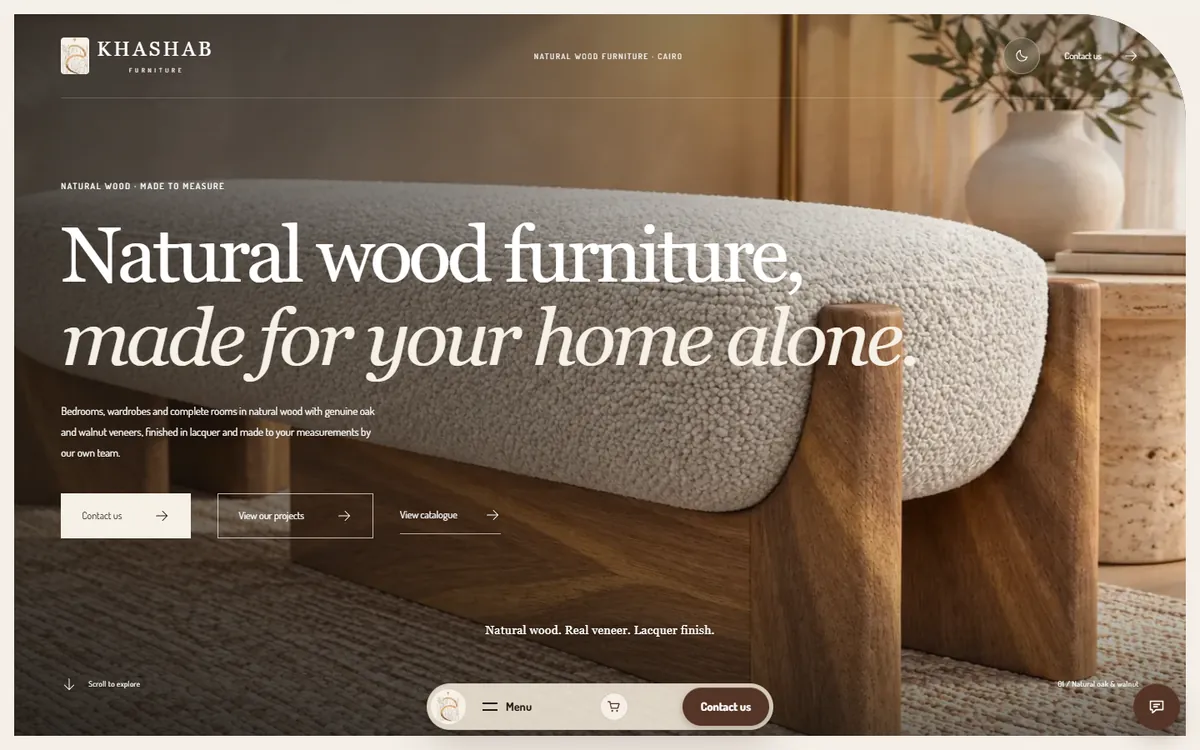 KHASHAB
FURNITURE
NATURAL WOOD FURNITURE · CAIRO
Contact us
NATURAL WOOD · MADE TO MEASURE
Natural wood furniture,
made for your home alone.
Bedrooms, wardrobes and complete rooms in natural wood with genuine oak
and walnut veneers, finished in lacquer and made to your measurements by
our own team.
Contact us
View our projects
View catalogue
Natural wood. Real veneer. Lacquer finish.
Scroll to explore
01 / Natural oak & walnut
Menu
Contact us